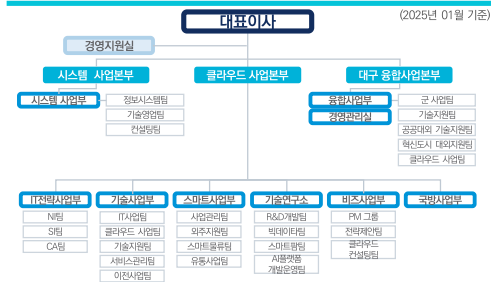 (2025년 01월 기준)
대표이사
경영지원실
시스템 사업본부
클라우드 사업본부
대구 융합사업본부
시스템 사업부
정보시스템팀
기술영업팀
컨설팅팀
융합사업부
경영관리실
군 사업팀
기술지원팀
공공대외 기술지원팀
혁신도시 대외지원팀
클라우드 사업팀
IT전략사업부
NI팀
SI팀
CA팀
기술사업부
IT사업팀
클라우드 사업팀
기술지원팀
서비스관리팀
이전사업팀
스마트사업부
사업관리팀
외주지원팀
스마트물류팀
유통사업팀
기술연구소
R&D개발팀
빅데이타팀
스마트팜팀
AI플랫폼
개발운영팀
비즈사업부
PM 그룹
전략제안팀
클라우드
컨설팅팀
국방사업부